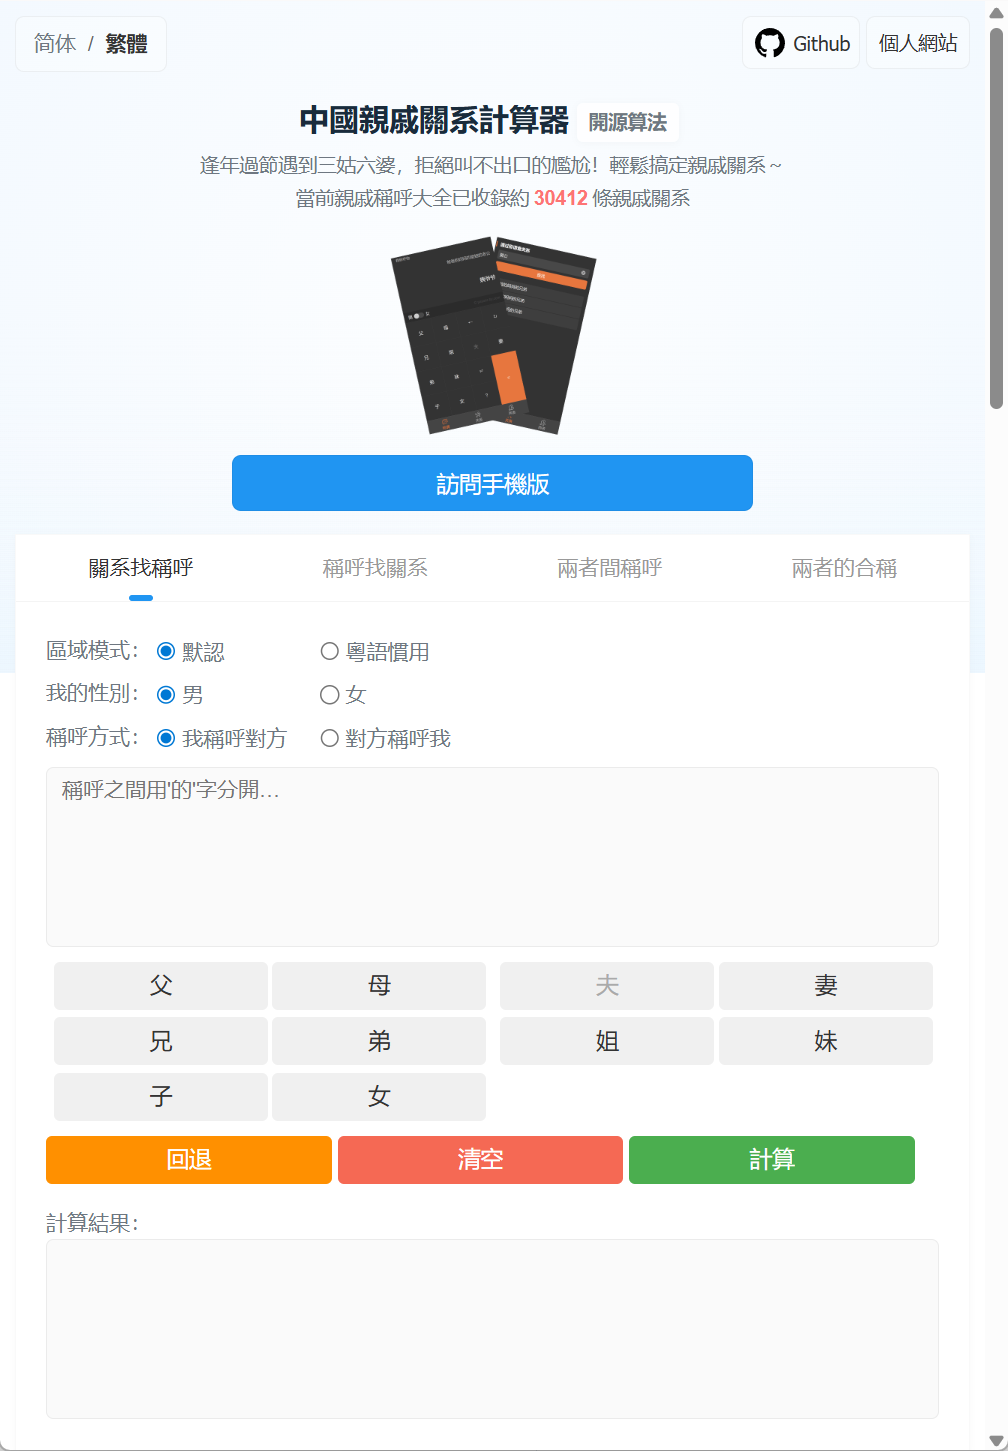 简体 / 繁體
Github
個人網站
中國親戚關系計算器 開源算法
逢年過節遇到三姑六婆，拒絕叫不出口的尷尬！輕鬆搞定親戚關系～
當前親戚稱呼大全已收錄約 30412 條親戚關系
訪問手機版
關系找稱呼 稱呼找關系 兩者間稱呼 兩者的合稱
區域模式： 默認 粵語慣用
我的性別： 男 女
稱呼方式： 我稱呼對方 對方稱呼我
稱呼之間用'的'字分開…
父 母 夫 妻
兄 弟 姐 妹
子 女
回退 清空 計算
計算結果：